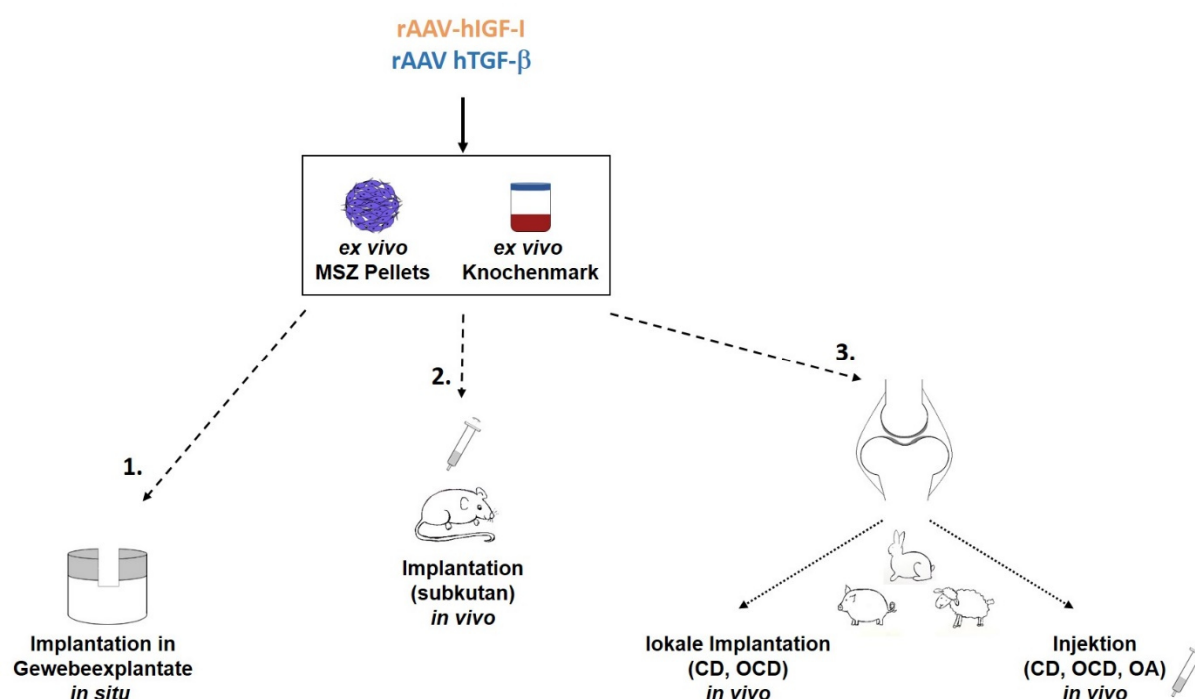 rAAV-hIGF-I
rAAV hTGF-β
ex vivo
MSZ Pellets
ex vivo
Knochenmark
1.
2.
3.
Implantation in
Gewebeexplantate
in situ
Implantation
(subkutan)
in vivo
lokale Implantation
(CD, OCD)
in vivo
Injektion
(CD, OCD, OA)
in vivo